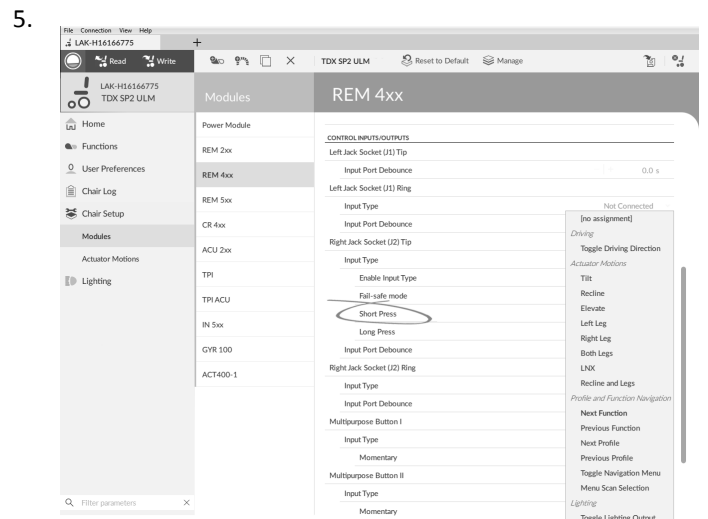 5.
File Connection View Help
LAK-H16166775 +
Read Write
TDX SP2 ULM Reset to Default Manage
LAK-H16166775
TDX SP2 ULM
Modules
REM 4xx
Home
Functions
User Preferences
Chair Log
Chair Setup
Modules
Actuator Motions
Lighting
Filter parameters
Power Module
REM 2xx
REM 4xx
REM 5xx
CR 4xx
ACU 2xx
TPI
TPI ACU
IN 5xx
GYR 100
ACT400-1
CONTROL INPUTS/OUTPUTS
Left Jack Socket (J1) Tip
Input Port Debounce 0.0 s
Left Jack Socket (J1) Ring
Input Type Not Connected
Input Port Debounce
Right Jack Socket (J2) Tip
Input Type
Enable Input Type
Fail-safe mode
Short Press
Long Press
Input Port Debounce
Right Jack Socket (J2) Ring
Input Type
Input Port Debounce
Multipurpose Button I
Input Type
Momentary
Multipurpose Button II
Input Type
Momentary
[no assignment]
Driving
Toggle Driving Direction
Actuator Motions
Tilt
Recline
Elevate
Left Leg
Right Leg
Both Legs
LNX
Recline and Legs
Profile and Function Navigation
Next Function
Previous Function
Next Profile
Previous Profile
Toggle Navigation Menu
Menu Scan Selection
Lighting
Toggle Lighting Output